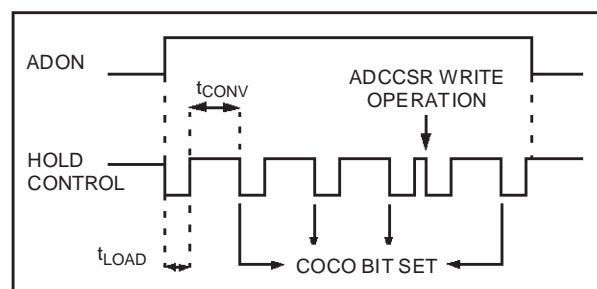 ADON
ADCCSR WRITE
OPERATION
tCONV
HOLD
CONTROL
tLOAD
COCO BIT SET